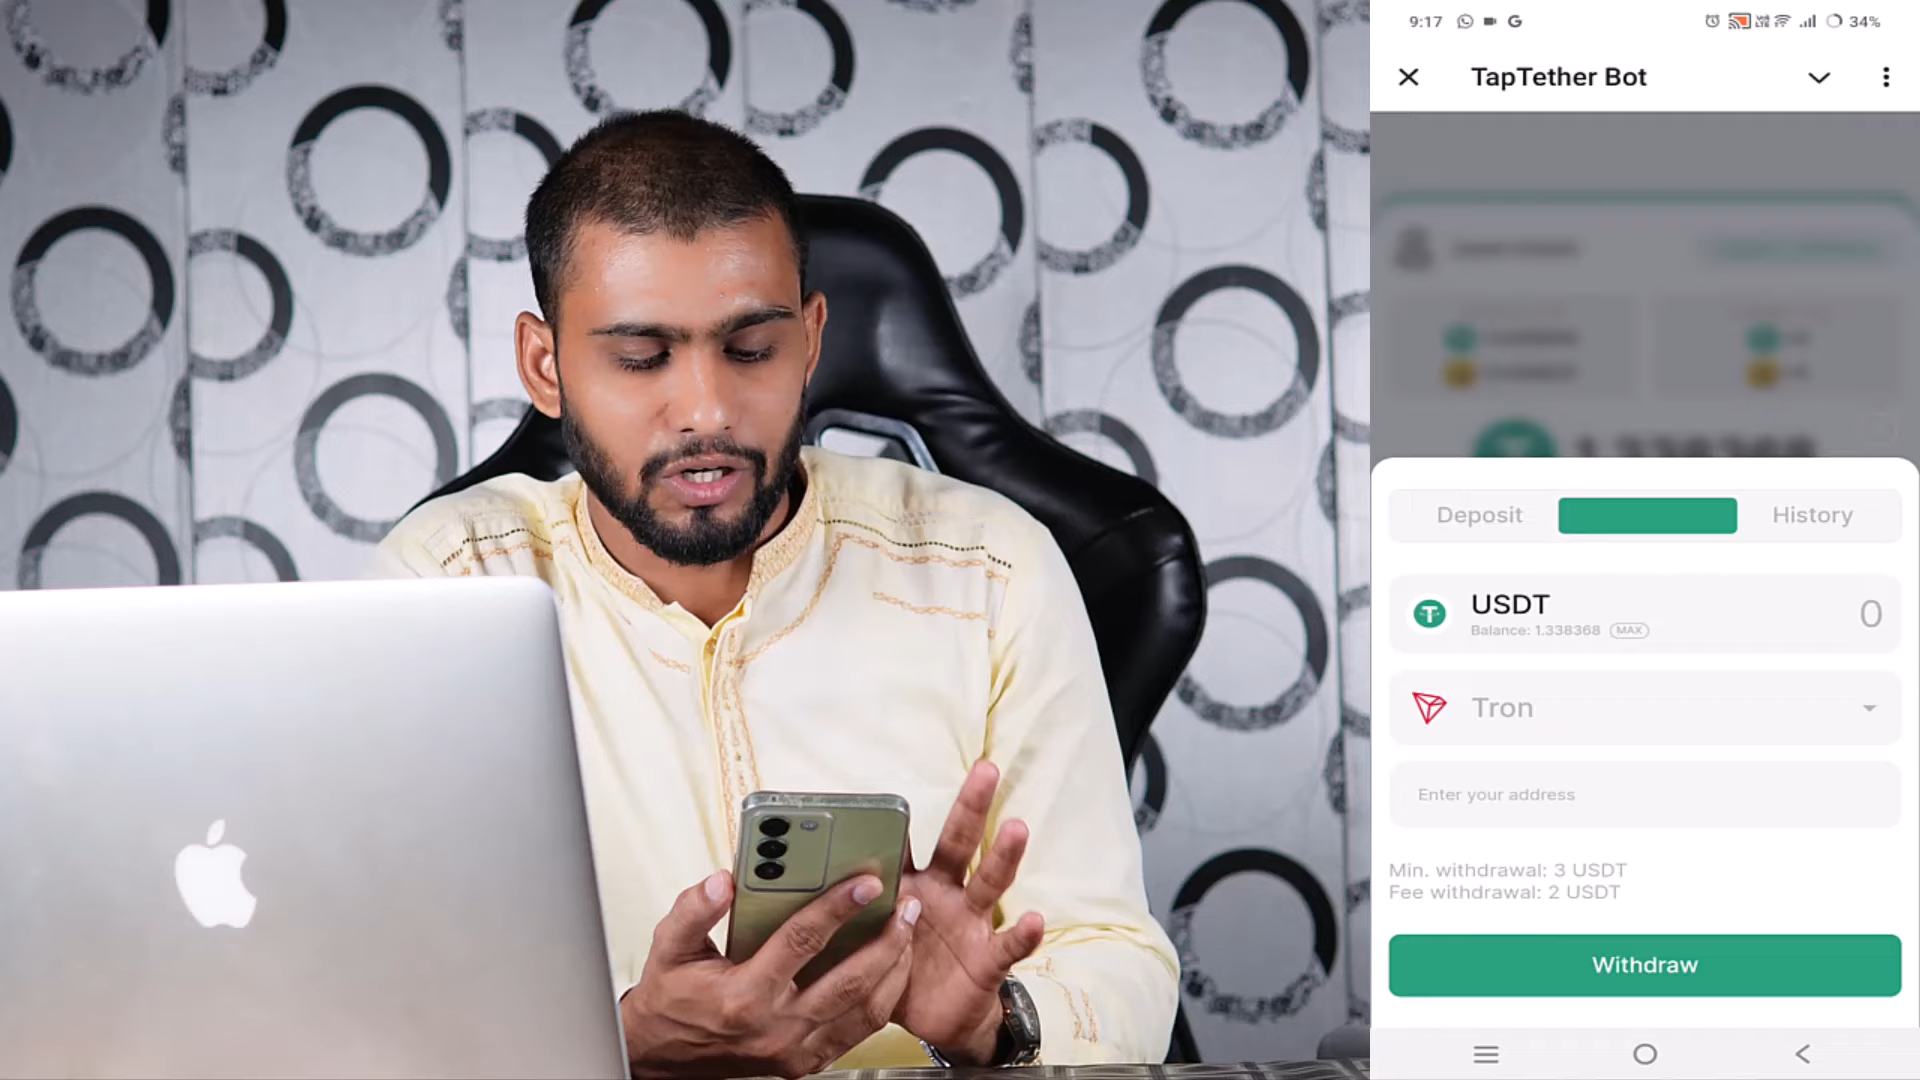 9:17
34%
TapTether Bot
Deposit
History
USDT
0
Balance: 1.338368 MAX
Tron
Enter your address
Min. withdrawal: 3 USDT
Fee withdrawal: 2 USDT
Withdraw